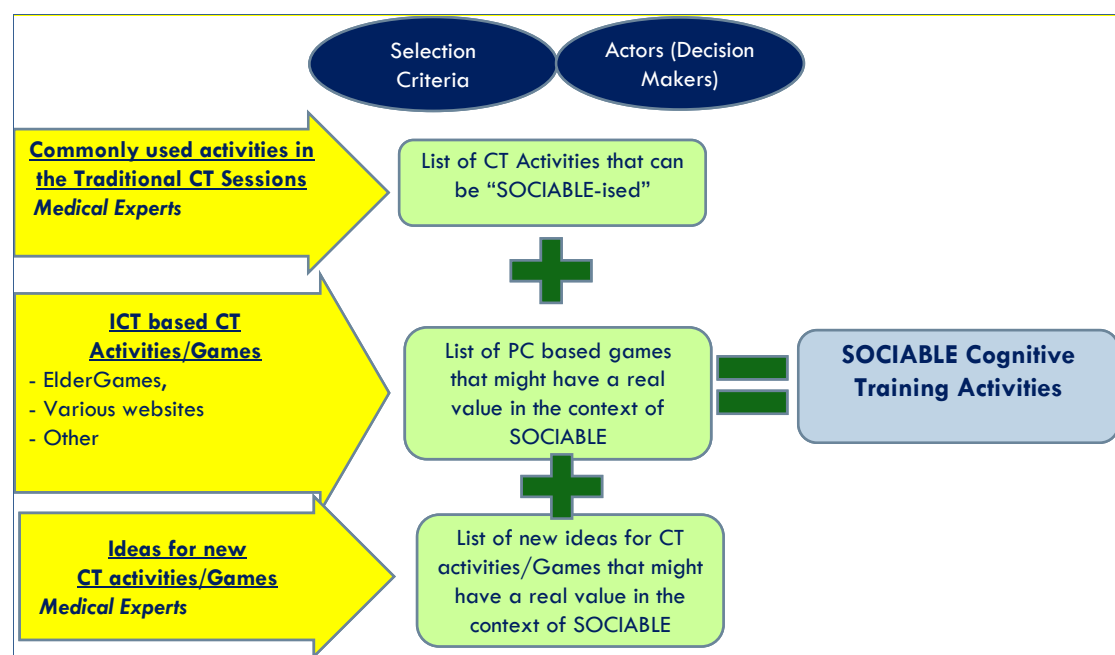 Selection
Criteria
Actors (Decision
Makers)
Commonly used activities in
the Traditional CT Sessions
Medical Experts
List of CT Activities that can
be “SOCIABLE-ised”
ICT based CT
Activities/Games
- ElderGames,
- Various websites
- Other
List of PC based games
that might have a real
value in the context of
SOCIABLE
SOCIABLE Cognitive
Training Activities
Ideas for new
CT activities/Games
Medical Experts
List of new ideas for CT
activities/Games that might
have a real value in the
context of SOCIABLE